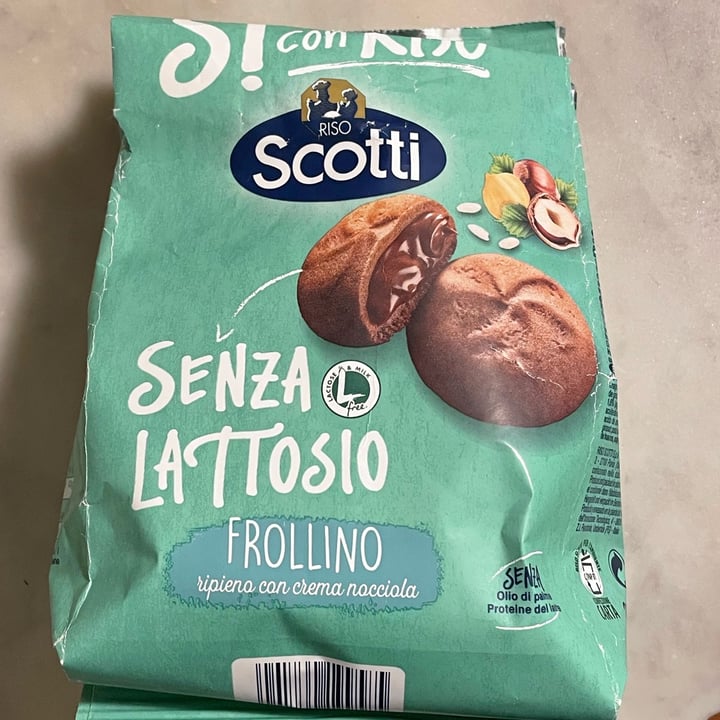 Sì con RISO
RISO
Scotti
SENZA
LATTOSIO
LACTOSE & MILK
free
FROLLINO
ripieno con crema nocciola
SENZA
Olio di palma
Proteine del latte
CARTA